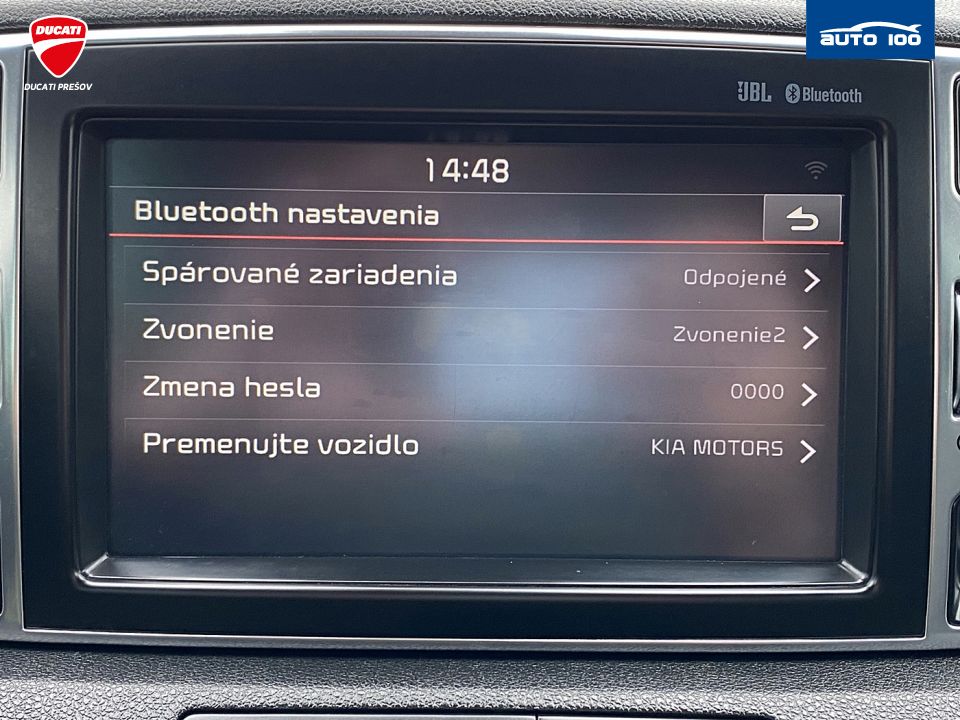 DUCATI
DUCATI PREŠOV
AUTO 100
JBL Bluetooth
14:48
Bluetooth nastavenia
Spárované zariadenia Odpojené
Zvonenie Zvonenie2
Zmena hesla 0000
Premenujte vozidlo KIA MOTORS